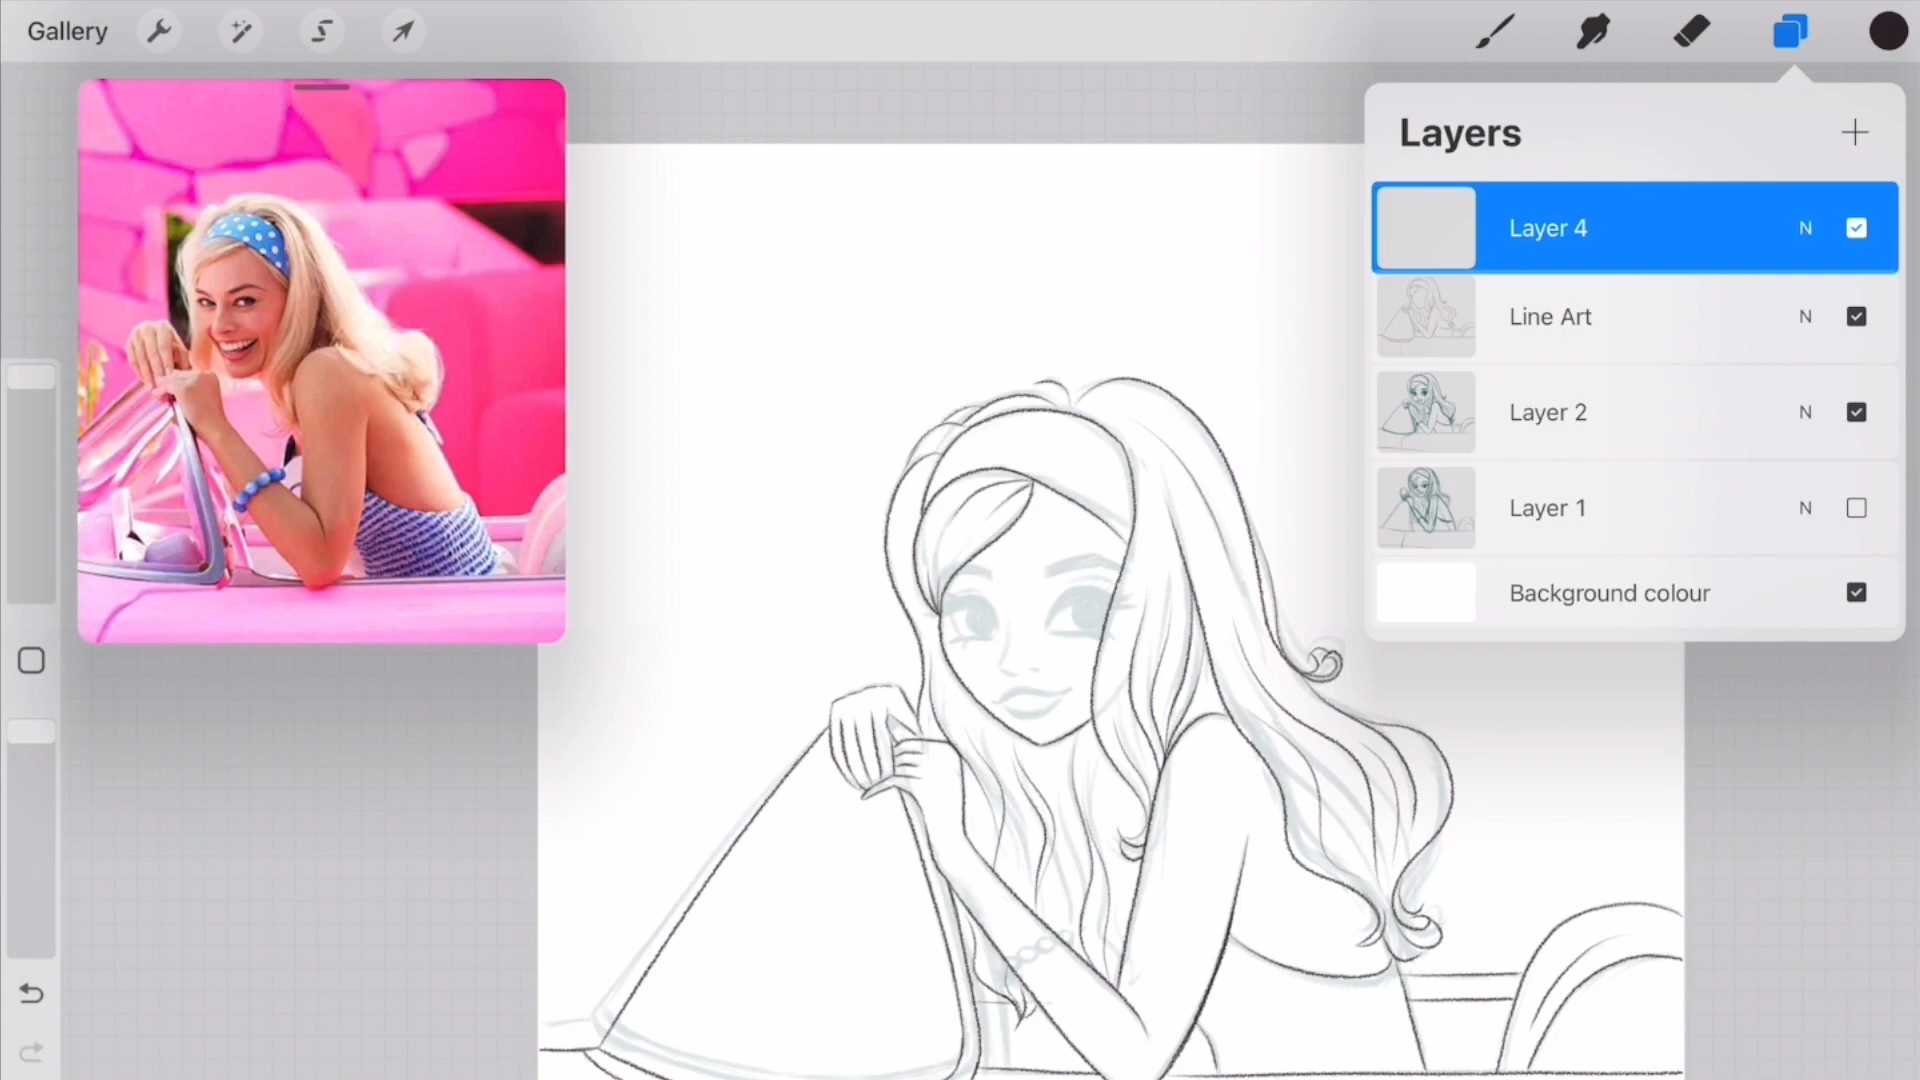 Gallery
Layers
Layer 4 N
Line Art N
Layer 2 N
Layer 1 N
Background colour